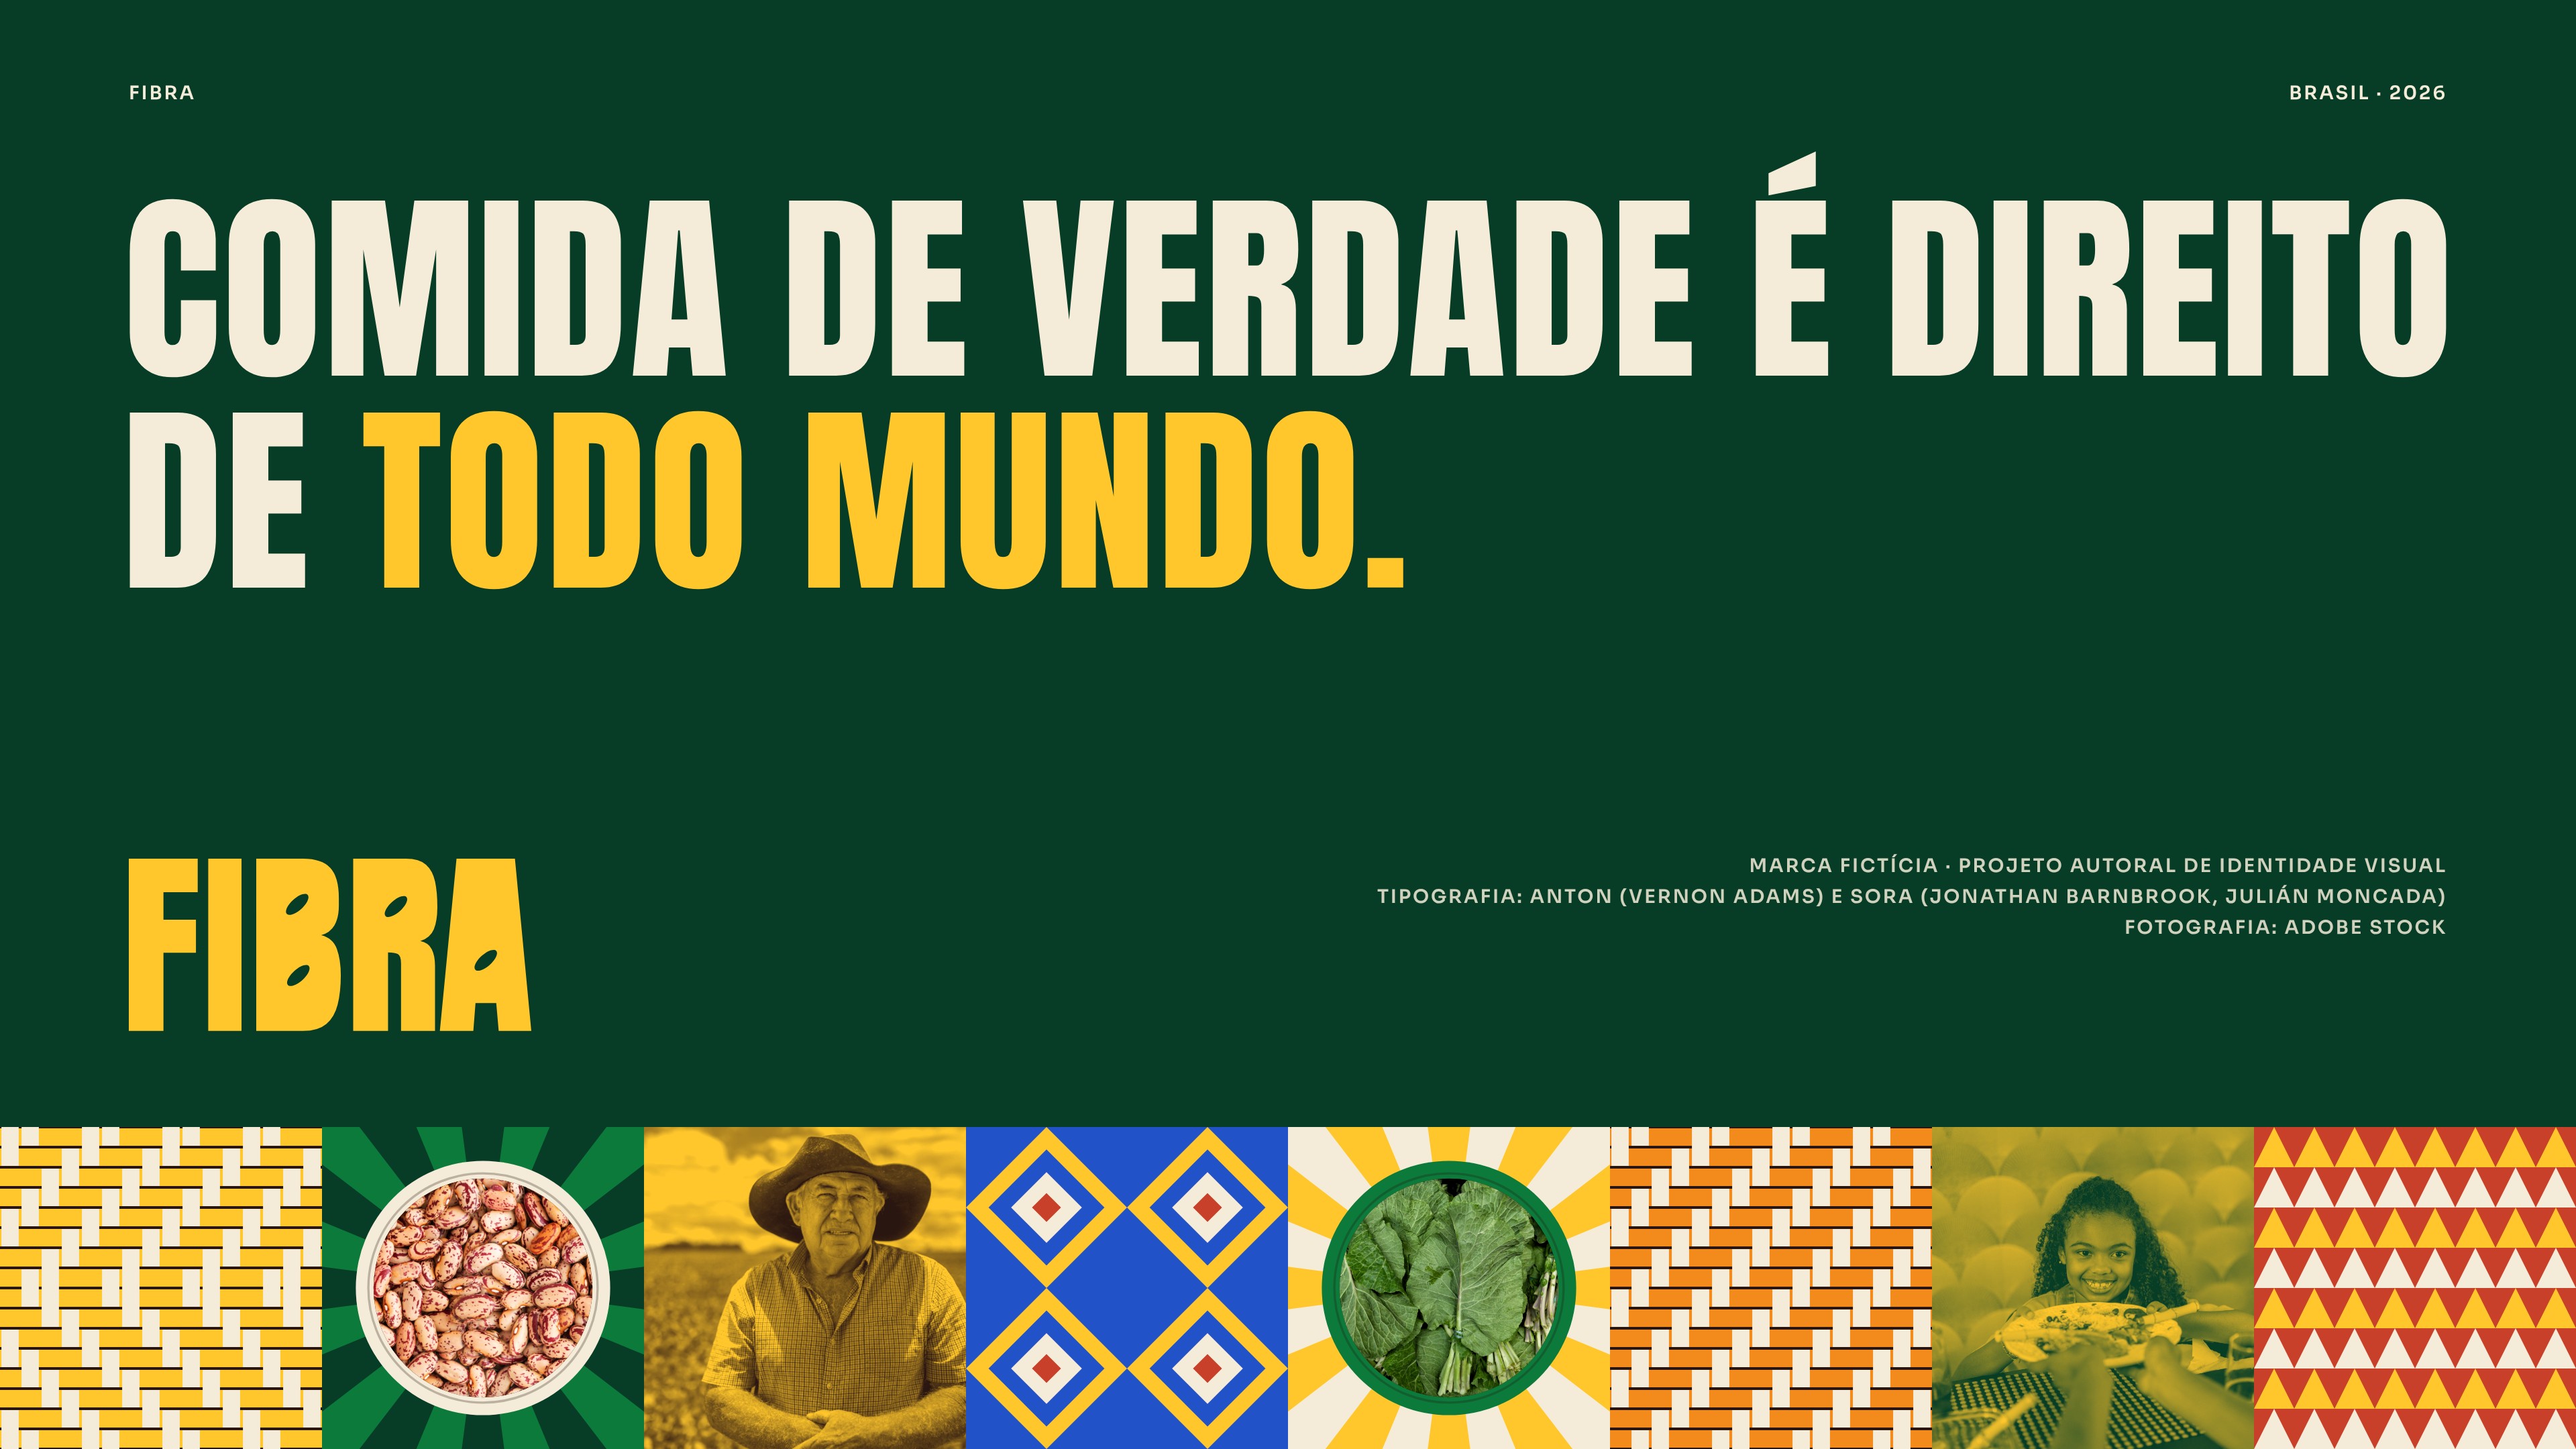 FIBRA
BRASIL · 2026
COMIDA DE VERDADE É DIREITO
DE TODO MUNDO.
FIBRA
MARCA FICTÍCIA · PROJETO AUTORAL DE IDENTIDADE VISUAL
TIPOGRAFIA: ANTON (VERNON ADAMS) E SORA (JONATHAN BARNBROOK, JULIÁN MONCADA)
FOTOGRAFIA: ADOBE STOCK